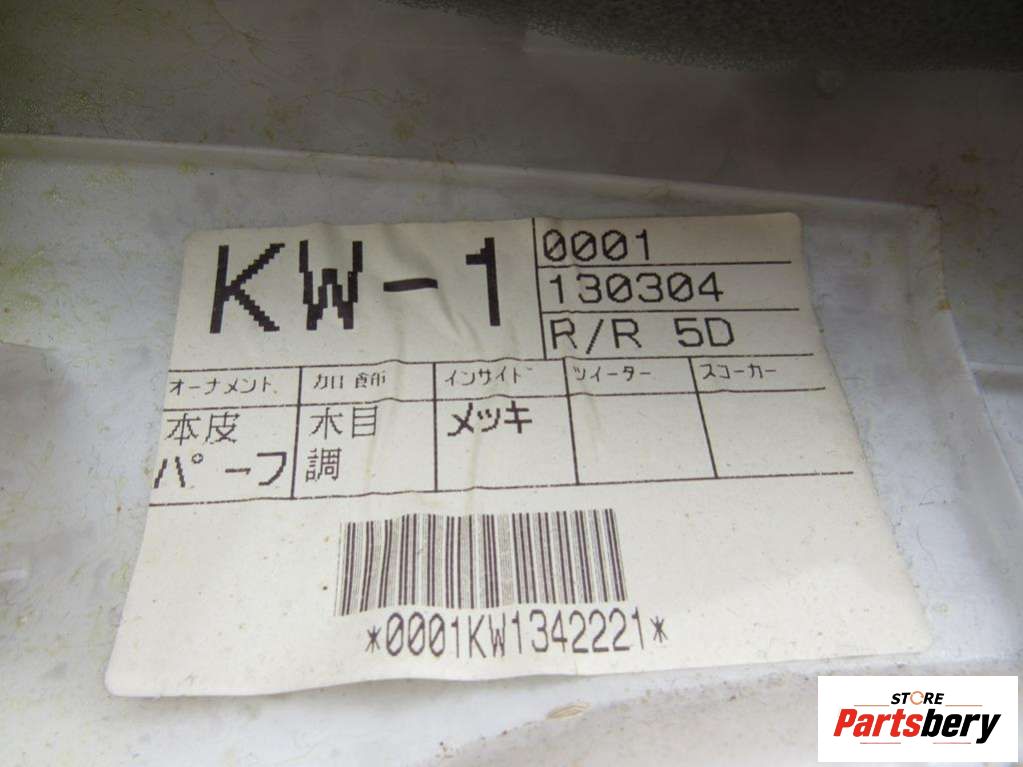 KW-1
0001
130304
R/R 5D
オーナメント 加飾 インサイド ツイーター スコーカー
本皮 木目 メッキ
パープ 調
*0001KW1342221*
STORE
Partsbery